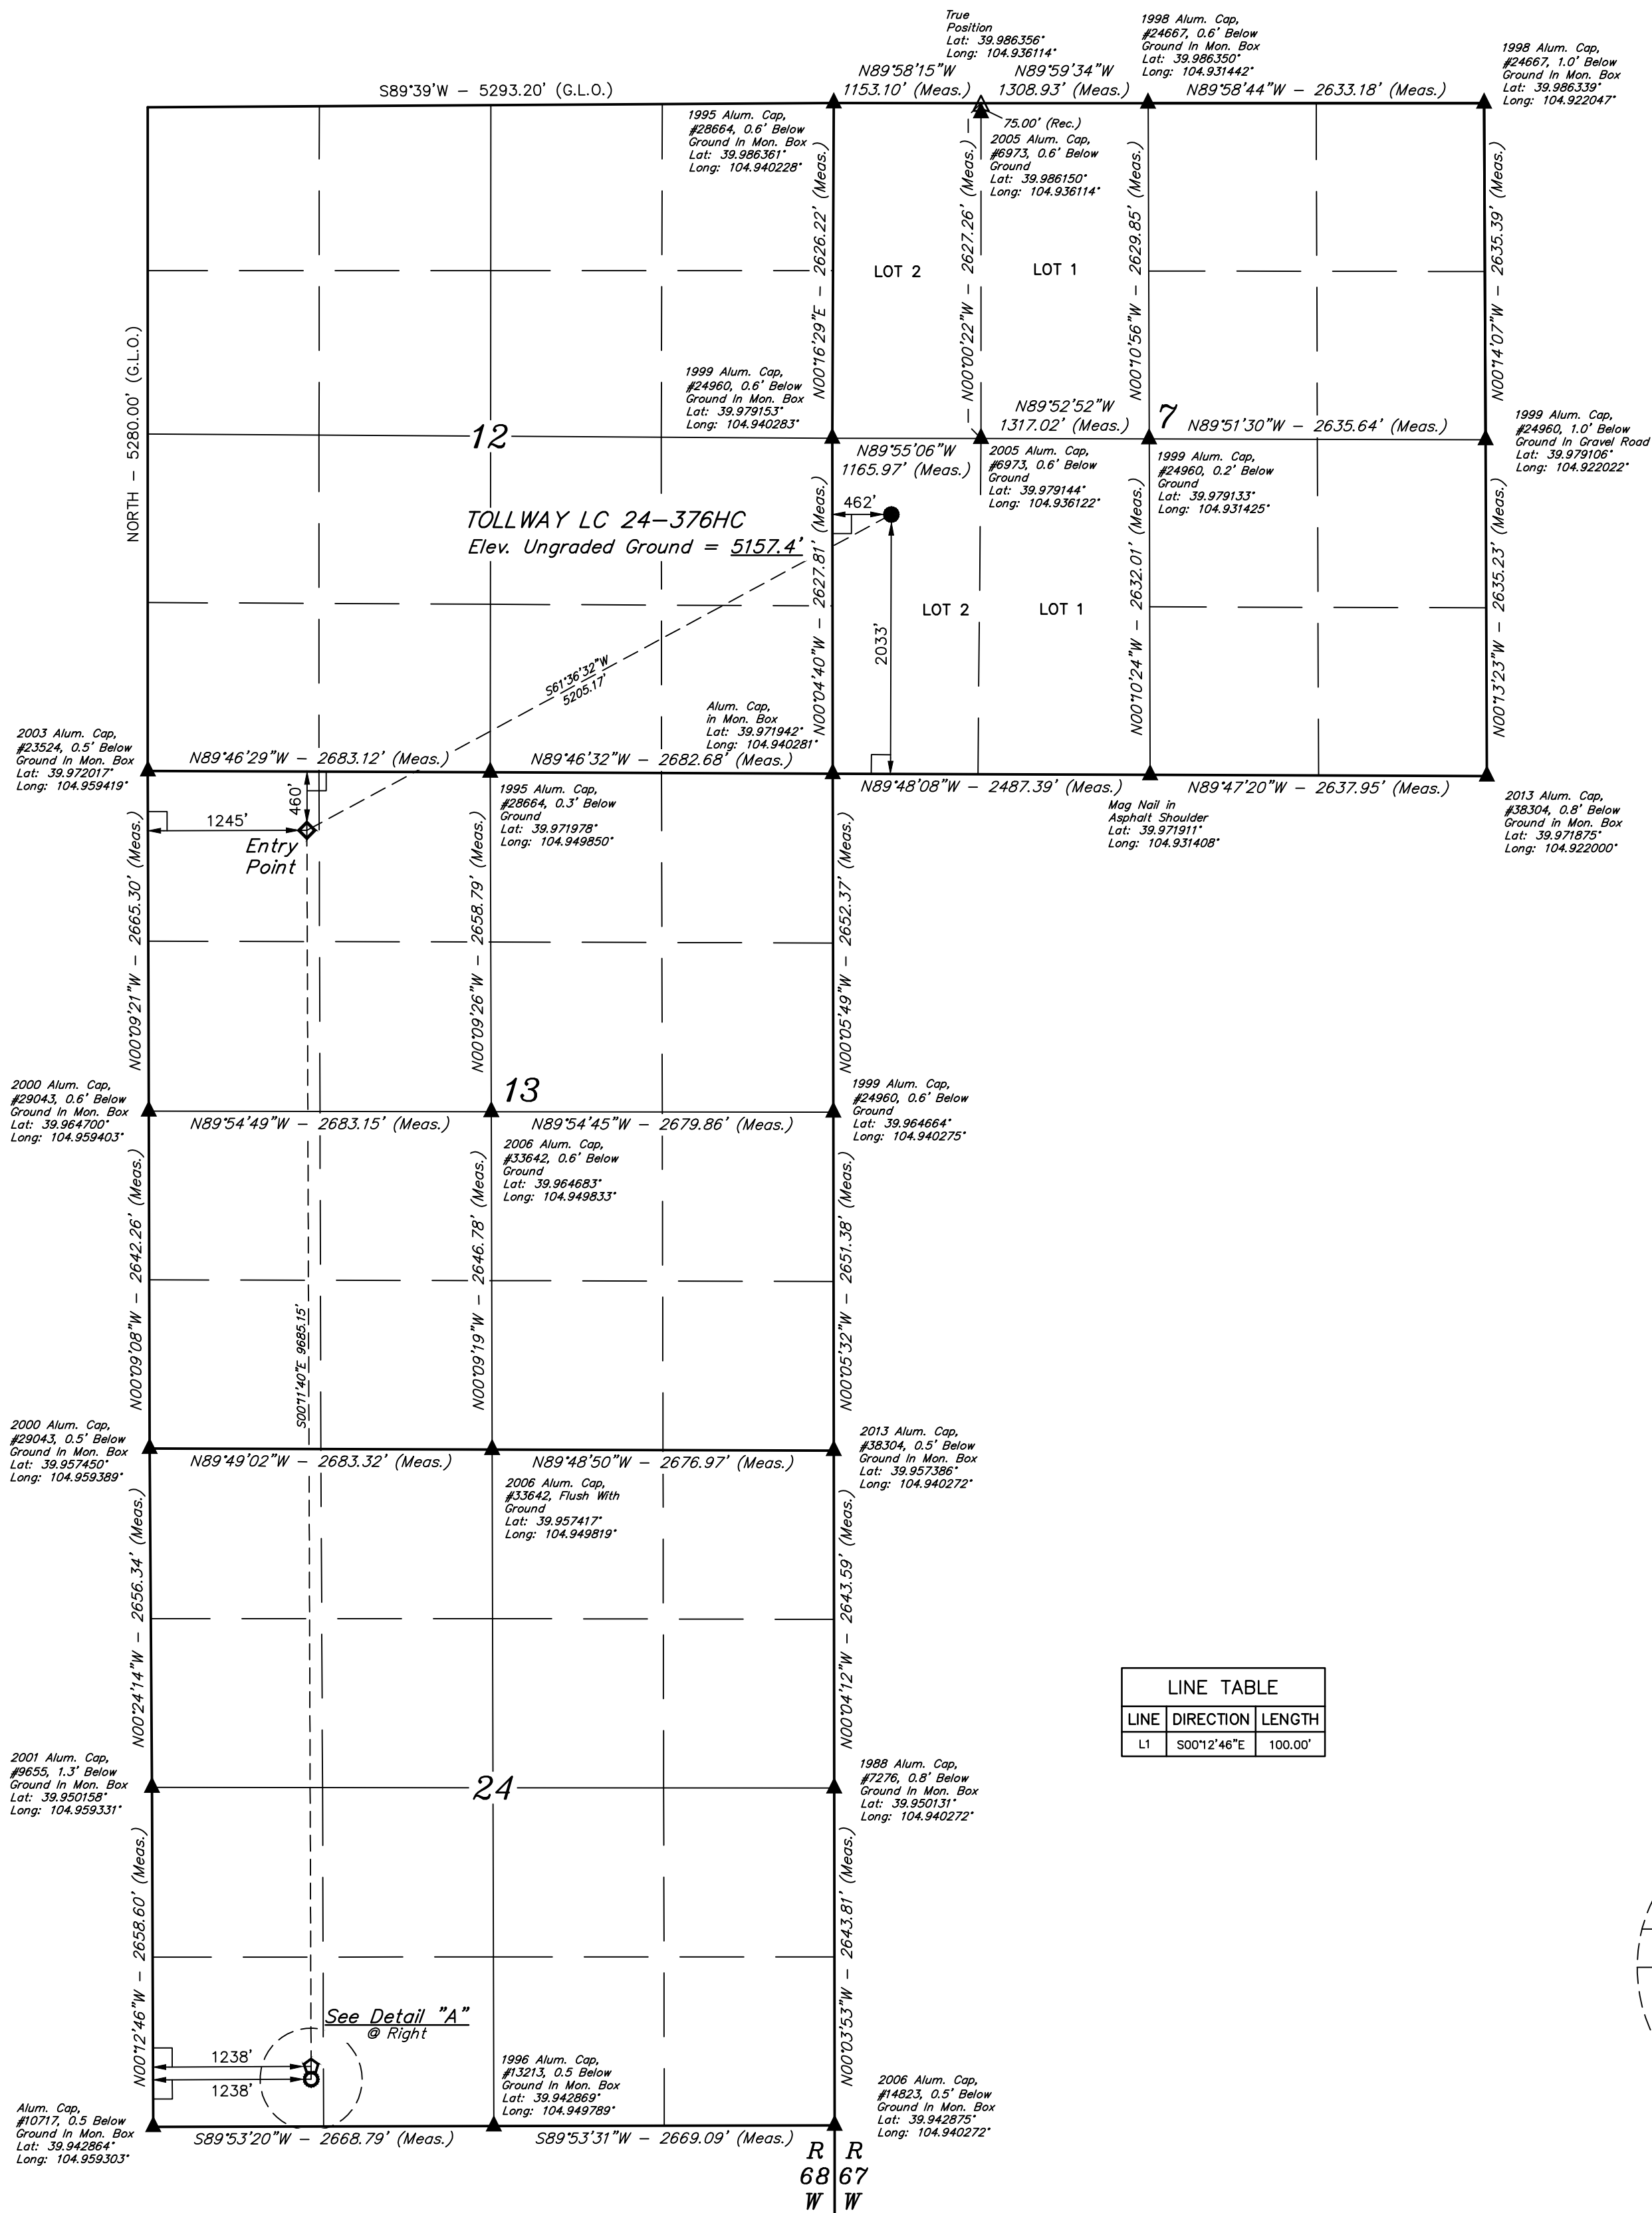 True
Position
Lat: 39.986356°
Long: 104.936114°
1998 Alum. Cap,
#24667, 0.6' Below
Ground In Mon. Box
Lat: 39.986350°
Long: 104.931442°
1998 Alum. Cap,
#24667, 1.0' Below
Ground In Mon. Box
Lat: 39.986339°
Long: 104.922047°
S89°39'W – 5293.20' (G.L.O.)
N89°58'15"W
1153.10' (Meas.)
N89°59'34"W
1308.93' (Meas.)
N89°58'44"W – 2633.18' (Meas.)
1995 Alum. Cap,
#28664, 0.6' Below
Ground In Mon. Box
Lat: 39.986361°
Long: 104.940228°
75.00' (Rec.)
2005 Alum. Cap,
#6973, 0.6' Below
Ground
Lat: 39.986150°
Long: 104.936114°
NORTH – 5280.00' (G.L.O.)
N00°16'29"E – 2626.22' (Meas.)
N00°00'22"W – 2627.26' (Meas.)
N00°10'56"W – 2629.85' (Meas.)
N00°14'07"W – 2635.39' (Meas.)
LOT 2
LOT 1
1999 Alum. Cap,
#24960, 0.6' Below
Ground In Mon. Box
Lat: 39.979153°
Long: 104.940283°
12
N89°52'52"W
1317.02' (Meas.)
7
N89°51'30"W – 2635.64' (Meas.)
1999 Alum. Cap,
#24960, 1.0' Below
Ground In Gravel Road
Lat: 39.979106°
Long: 104.922022°
N89°55'06"W
1165.97' (Meas.)
2005 Alum. Cap,
#6973, 0.6' Below
Ground
Lat: 39.979144°
Long: 104.936122°
1999 Alum. Cap,
#24960, 0.2' Below
Ground
Lat: 39.979133°
Long: 104.931425°
462'
TOLLWAY LC 24–376HC
Elev. Ungraded Ground = 5157.4'
N00°04'40"W – 2627.81' (Meas.)
2033'
LOT 2
LOT 1
N00°10'24"W – 2632.01' (Meas.)
N00°13'23"W – 2635.23' (Meas.)
S61°36'32"W
5205.17'
2003 Alum. Cap,
#23524, 0.5' Below
Ground In Mon. Box
Lat: 39.972017°
Long: 104.959419°
Alum. Cap,
in Mon. Box
Lat: 39.971942°
Long: 104.940281°
N89°46'29"W – 2683.12' (Meas.)
N89°46'32"W – 2682.68' (Meas.)
N89°48'08"W – 2487.39' (Meas.)
N89°47'20"W – 2637.95' (Meas.)
460'
1245'
Entry
Point
1995 Alum. Cap,
#28664, 0.3' Below
Ground
Lat: 39.971978°
Long: 104.949850°
Mag Nail in
Asphalt Shoulder
Lat: 39.971911°
Long: 104.931408°
2013 Alum. Cap,
#38304, 0.8' Below
Ground in Mon. Box
Lat: 39.971875°
Long: 104.922000°
N00°09'21"W – 2665.30' (Meas.)
N00°09'26"W – 2658.79' (Meas.)
N00°05'49"W – 2652.37' (Meas.)
13
2000 Alum. Cap,
#29043, 0.6' Below
Ground In Mon. Box
Lat: 39.964700°
Long: 104.959403°
N89°54'49"W – 2683.15' (Meas.)
N89°54'45"W – 2679.86' (Meas.)
1999 Alum. Cap,
#24960, 0.6' Below
Ground
Lat: 39.964664°
Long: 104.940275°
2006 Alum. Cap,
#33642, 0.6' Below
Ground
Lat: 39.964683°
Long: 104.949833°
N00°09'08"W – 2642.26' (Meas.)
S00°11'40"E 9685.15'
N00°09'19"W – 2646.78' (Meas.)
N00°05'32"W – 2651.38' (Meas.)
2000 Alum. Cap,
#29043, 0.5' Below
Ground In Mon. Box
Lat: 39.957450°
Long: 104.959389°
N89°49'02"W – 2683.32' (Meas.)
N89°48'50"W – 2676.97' (Meas.)
2013 Alum. Cap,
#38304, 0.5' Below
Ground In Mon. Box
Lat: 39.957386°
Long: 104.940272°
2006 Alum. Cap,
#33642, Flush With
Ground
Lat: 39.957417°
Long: 104.949819°
N00°24'14"W – 2656.34' (Meas.)
N00°04'12"W – 2643.59' (Meas.)
LINE TABLE
LINE DIRECTION LENGTH
L1 S00°12'46"E 100.00'
2001 Alum. Cap,
#9655, 1.3' Below
Ground In Mon. Box
Lat: 39.950158°
Long: 104.959331°
24
1988 Alum. Cap,
#7276, 0.8' Below
Ground In Mon. Box
Lat: 39.950131°
Long: 104.940272°
N00°12'46"W – 2658.60' (Meas.)
N00°03'53"W – 2643.81' (Meas.)
See Detail "A"
@ Right
1238'
1238'
1996 Alum. Cap,
#13213, 0.5 Below
Ground In Mon. Box
Lat: 39.942869°
Long: 104.949789°
2006 Alum. Cap,
#14823, 0.5' Below
Ground In Mon. Box
Lat: 39.942875°
Long: 104.940272°
Alum. Cap,
#10717, 0.5 Below
Ground In Mon. Box
Lat: 39.942864°
Long: 104.959303°
S89°53'20"W – 2668.79' (Meas.)
S89°53'31"W – 2669.09' (Meas.)
R R
68 67
W W